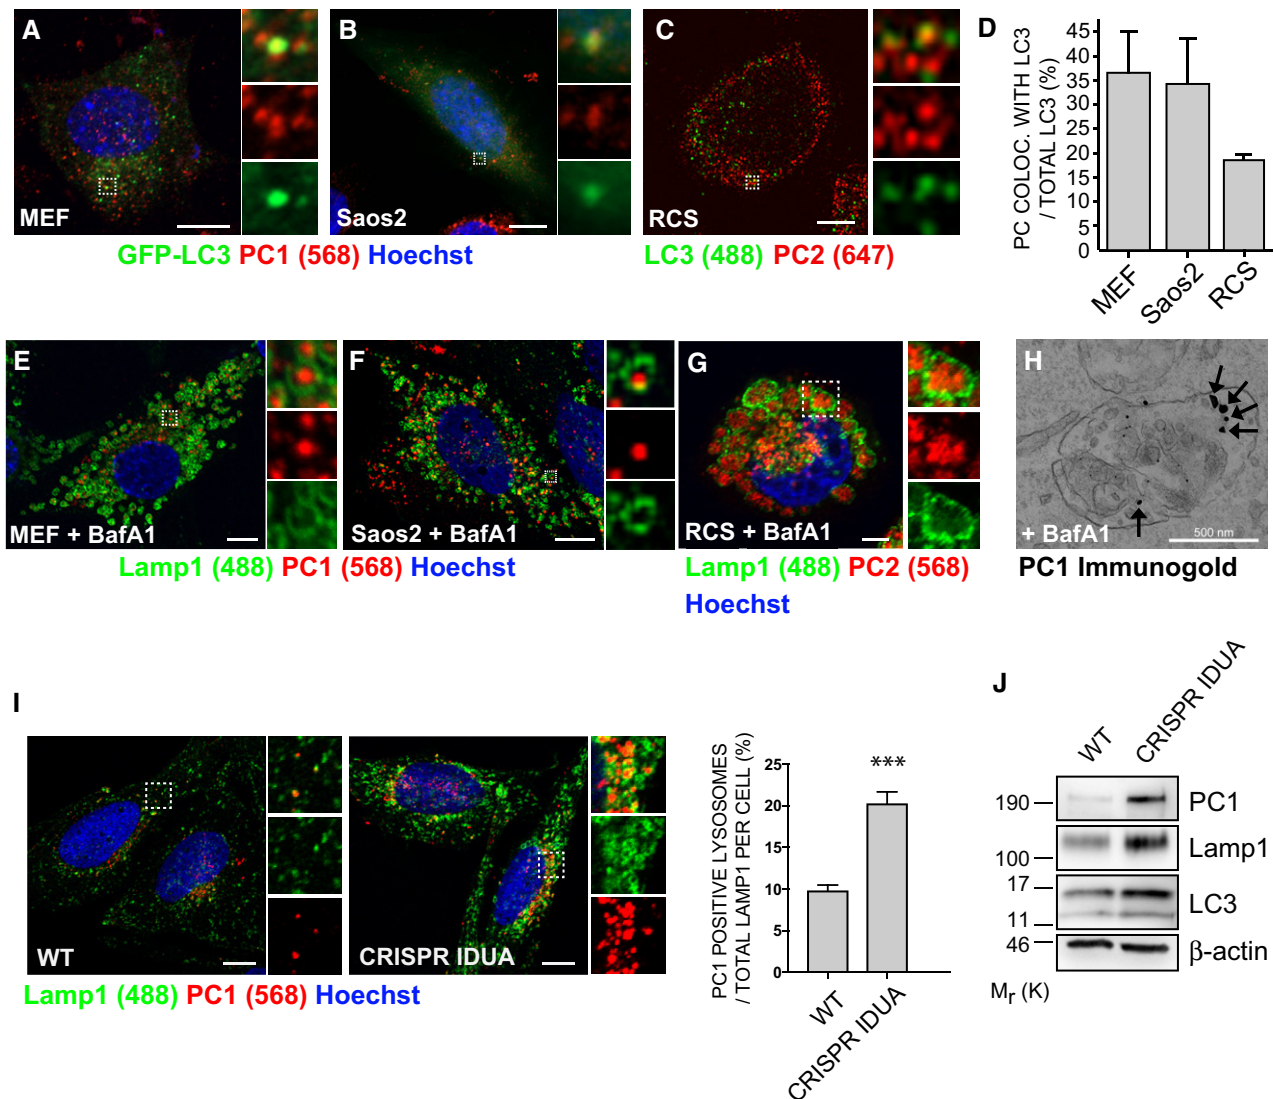 A
MEF
B
Saos2
C
RCS
GFP-LC3 PC1 (568) Hoechst
LC3 (488) PC2 (647)
D
PC COLOC. WITH LC3
/ TOTAL LC3 (%)
45
40
35
30
25
20
15
10
5
0
MEF
Saos2
RCS
E
MEF + BafA1
F
Saos2 + BafA1
G
RCS + BafA1
H
+ BafA1
500 nm
Lamp1 (488) PC1 (568) Hoechst
Lamp1 (488) PC2 (568)
Hoechst
PC1 Immunogold
I
WT
CRISPR IDUA
Lamp1 (488) PC1 (568) Hoechst
PC1 POSITIVE LYSOSOMES
/ TOTAL LAMP1 PER CELL (%)
25
20
15
10
5
0
***
WT
CRISPR IDUA
J
WT
CRISPR IDUA
190
PC1
100
Lamp1
17
11
LC3
46
β-actin
Mr (K)